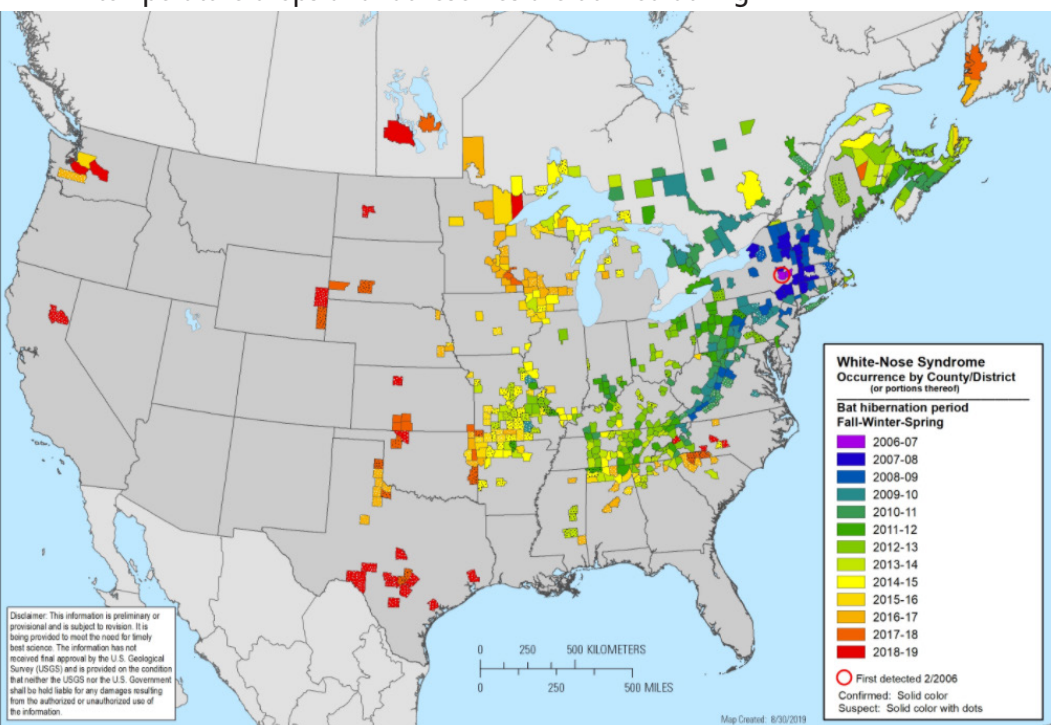 temperature drops
White-Nose Syndrome
Occurrence by County/District
(or portions thereof)
Bat hibernation period
Fall-Winter-Spring
2006-07
2007-08
2008-09
2009-10
2010-11
2011-12
2012-13
2013-14
2014-15
2015-16
2016-17
2017-18
2018-19
First detected 2/2006
Confirmed: Solid color
Suspect: Solid color with dots
Disclaimer: This information is preliminary or
provisional and is subject to revision. It is
being provided to meet the need for timely
best science. The information has not
received final approval by the U.S. Geological
Survey (USGS) and is provided on the condition
that neither the USGS nor the U.S. Government
shall be held liable for any damages resulting
from the authorized or unauthorized use of
the information.
0 250 500 KILOMETERS
0 250 500 MILES
Map Created: 8/30/2019